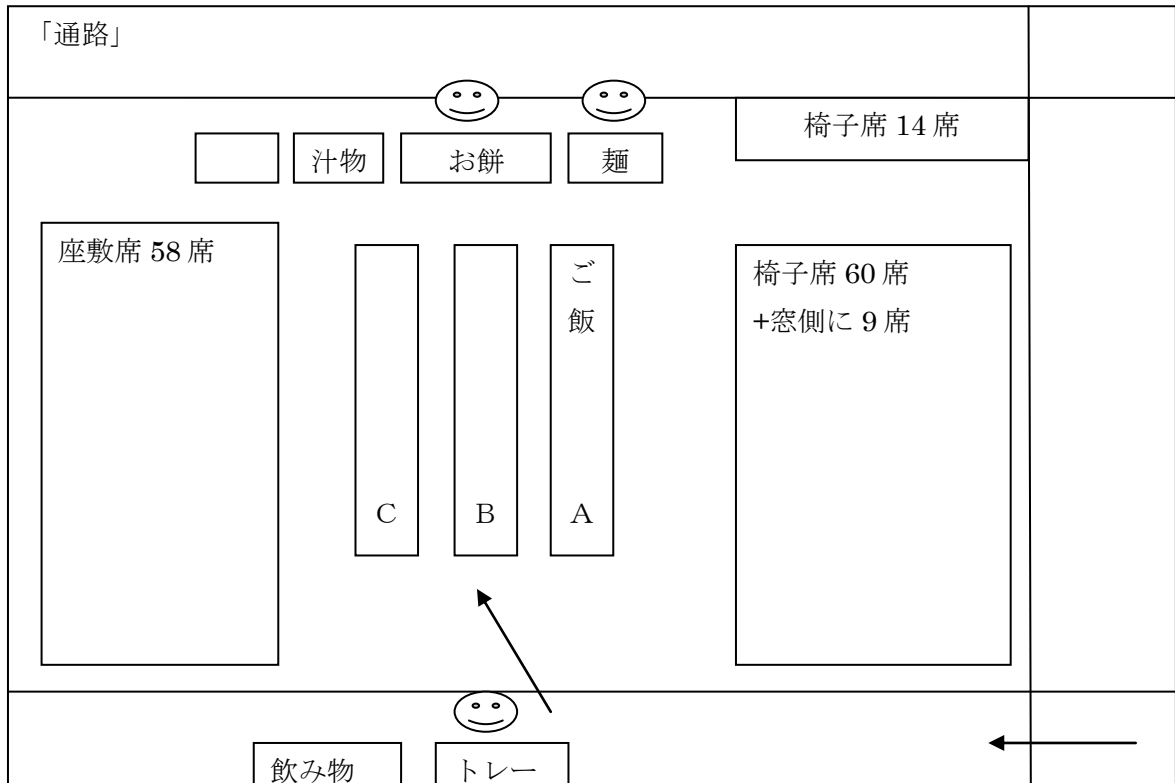 「通路」
椅子席 14 席
汁物
お餅
麺
座敷席 58 席
ご飯
A
B
C
椅子席 60 席
+窓側に 9 席
飲み物
トレー